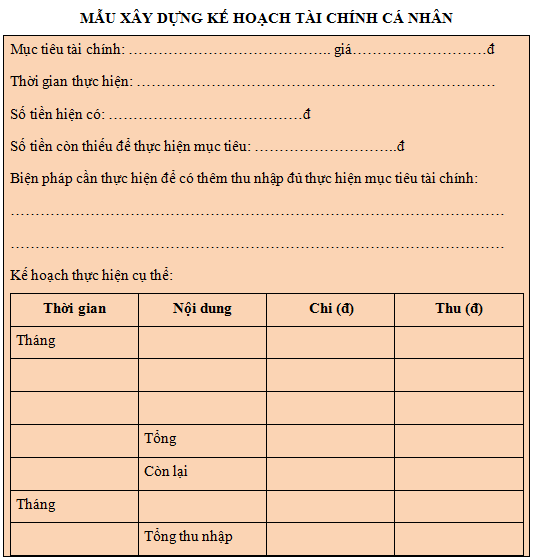 MẪU XÂY DỰNG KẾ HOẠCH TÀI CHÍNH CÁ NHÂN
Mục tiêu tài chính: ……………………………. giá…………………..đ
Thời gian thực hiện: ……………………………………………………
Số tiền hiện có: ……………………………đ
Số tiền còn thiếu để thực hiện mục tiêu: ………………………..đ
Biện pháp cần thực hiện để có thêm thu nhập đủ thực hiện mục tiêu tài chính:
…………………………………………………………………………
…………………………………………………………………………
Kế hoạch thực hiện cụ thể:
Thời gian Nội dung Chi (đ) Thu (đ)
Tháng
Tổng
Còn lại
Tháng
Tổng thu nhập